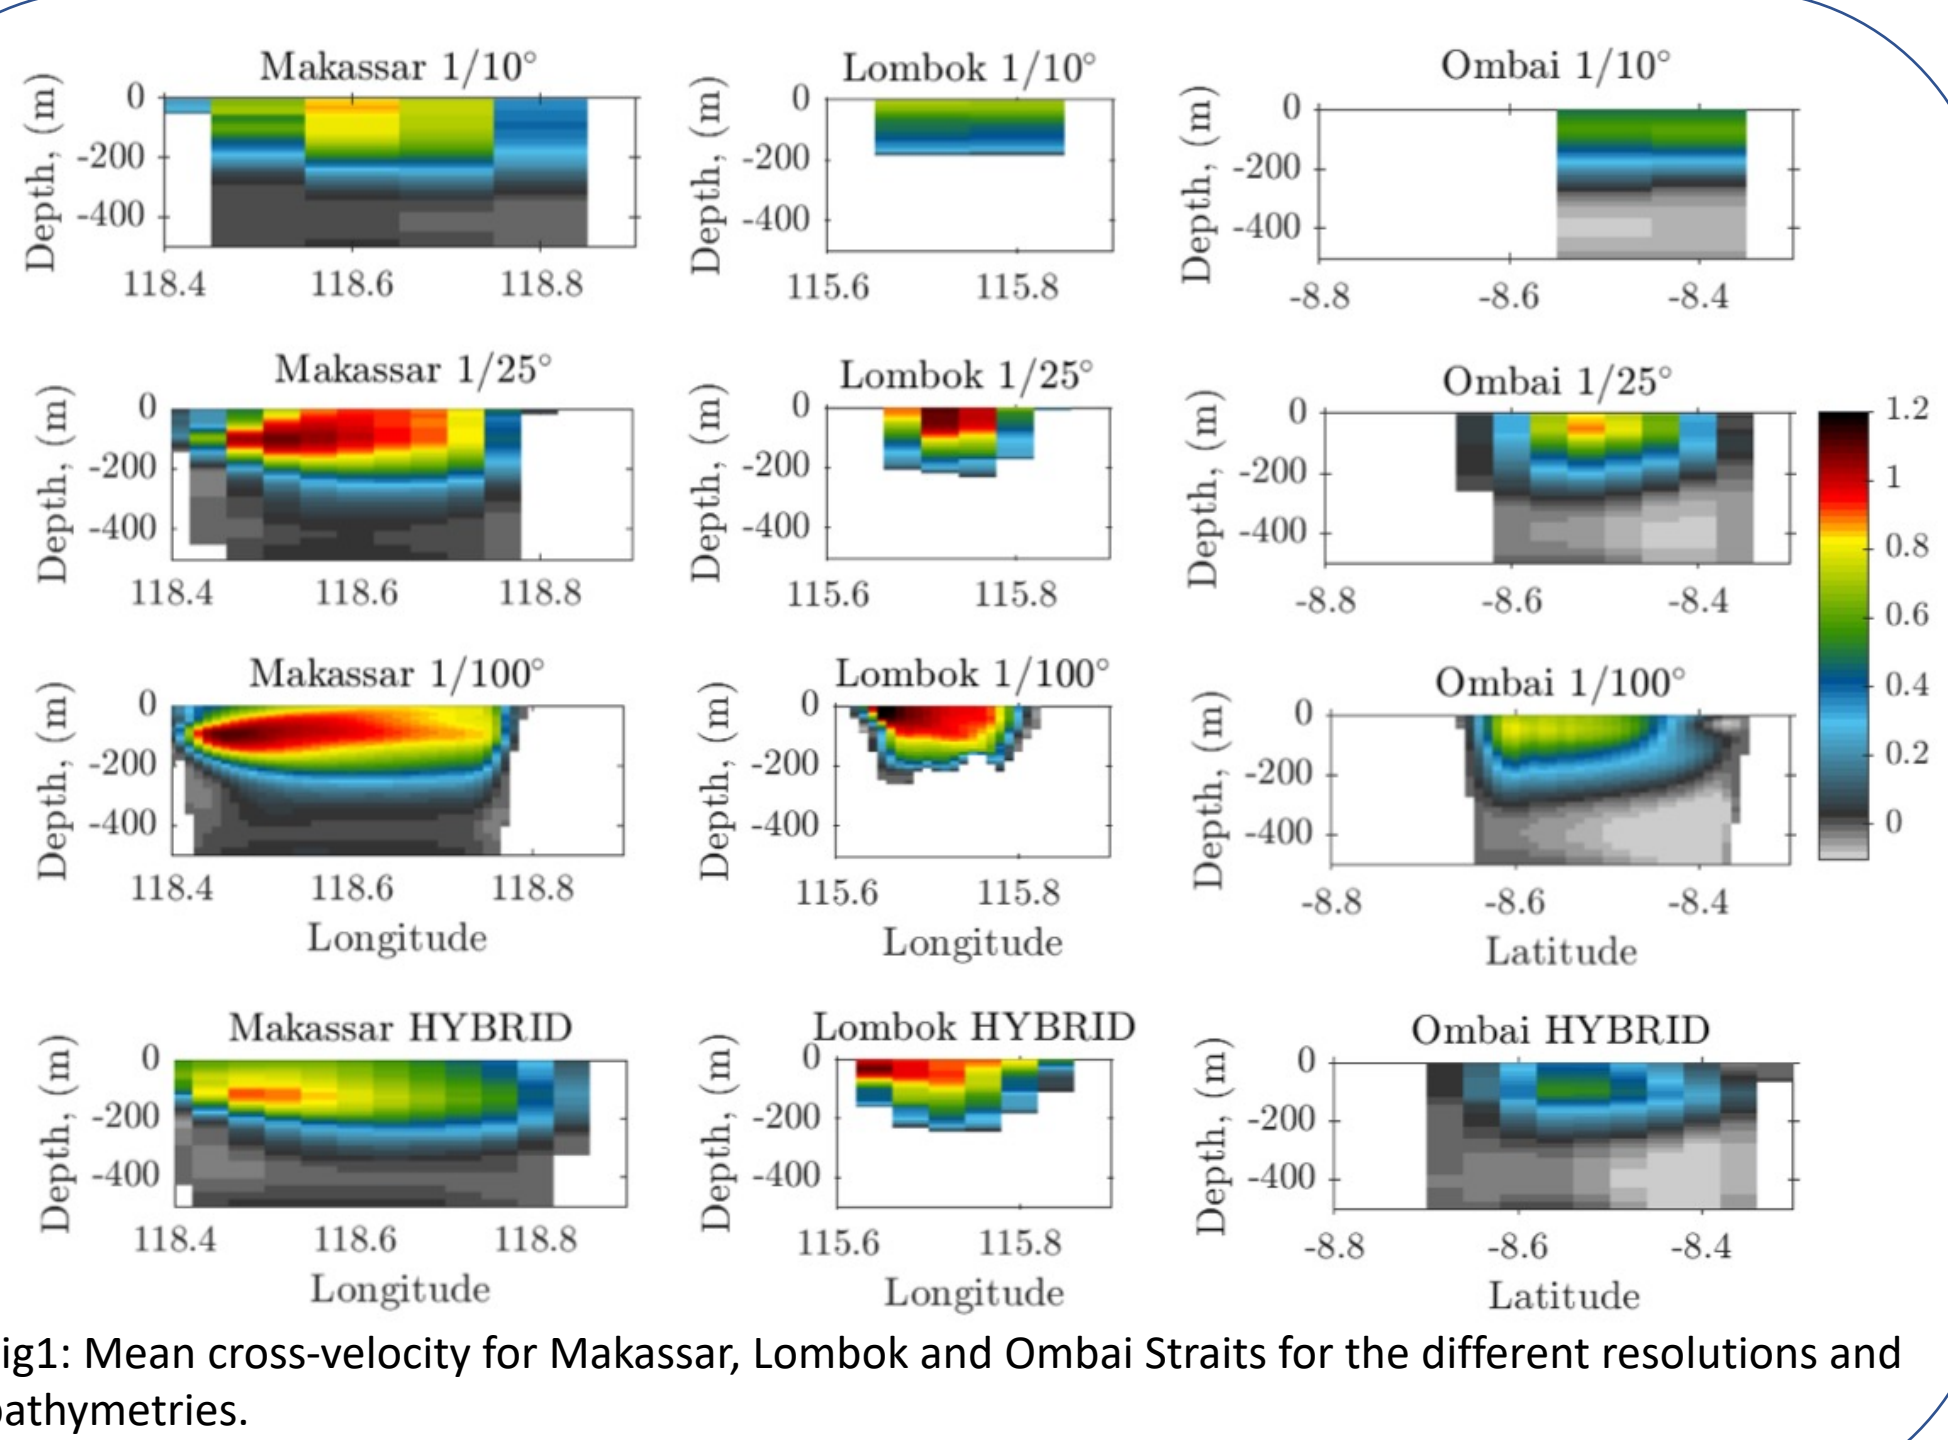 Makassar 1/10° Lombok 1/10° Ombai 1/10°
Depth, (m) 0 -200 -400 118.4 118.6 118.8
Depth, (m) 0 -200 -400 115.6 115.8
Depth, (m) 0 -200 -400 -8.8 -8.6 -8.4
Makassar 1/25° Lombok 1/25° Ombai 1/25°
Depth, (m) 0 -200 -400 118.4 118.6 118.8
Depth, (m) 0 -200 -400 115.6 115.8
Depth, (m) 0 -200 -400 -8.8 -8.6 -8.4
1.2
1
0.8
0.6
0.4
0.2
0
Makassar 1/100° Lombok 1/100° Ombai 1/100°
Depth, (m) 0 -200 -400 118.4 118.6 118.8
Longitude
Depth, (m) 0 -200 -400 115.6 115.8
Longitude
Depth, (m) 0 -200 -400 -8.8 -8.6 -8.4
Latitude
Makassar HYBRID Lombok HYBRID Ombai HYBRID
Depth, (m) 0 -200 -400 118.4 118.6 118.8
Longitude
Depth, (m) 0 -200 -400 115.6 115.8
Longitude
Depth, (m) 0 -200 -400 -8.8 -8.6 -8.4
Latitude
ig1: Mean cross-velocity for Makassar, Lombok and Ombai Straits for the different resolutions and
bathymetries.